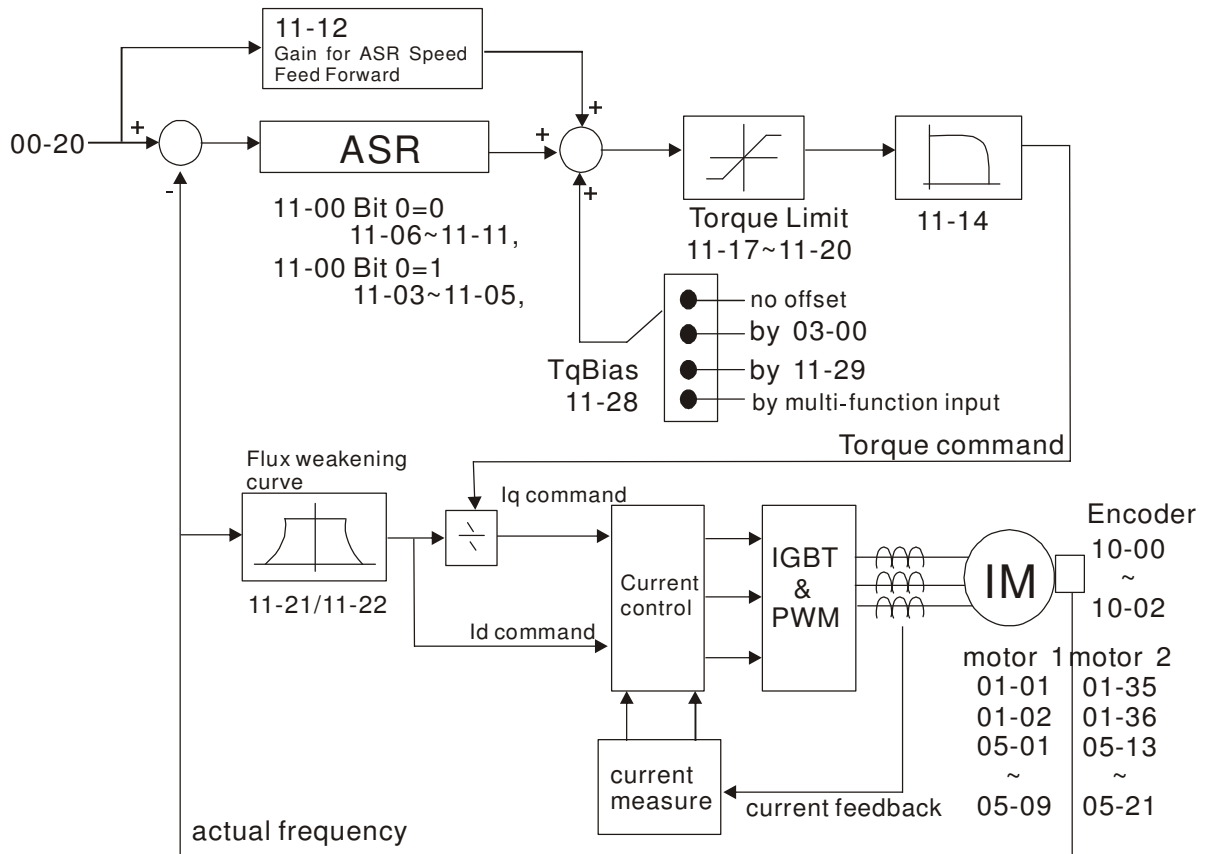 11-12
Gain for ASR Speed
Feed Forward
00-20
+
-
ASR
+
+
+
11-00 Bit 0=0
11-06~11-11,
11-00 Bit 0=1
11-03~11-05,
Torque Limit
11-17~11-20
11-14
TqBias
11-28
no offset
by 03-00
by 11-29
by multi-function input
Torque command
Flux weakening
curve
11-21/11-22
Iq command
Id command
Current
control
IGBT
&
PWM
IM
Encoder
10-00
~
10-02
motor 1 motor 2
01-01 01-35
01-02 01-36
05-01 05-13
~ ~
05-09 05-21
current
measure
current feedback
actual frequency